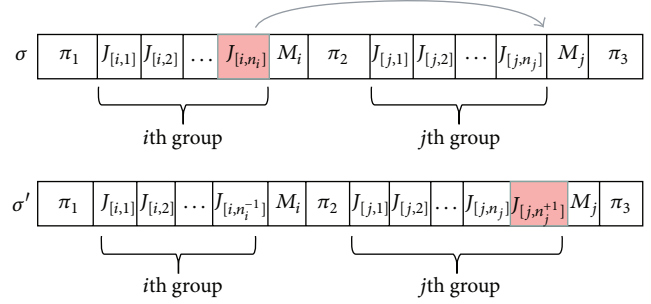 σ π₁ J[i,1] J[i,2] … J[i,nᵢ] Mᵢ π₂ J[j,1] J[j,2] … J[j,nⱼ] Mⱼ π₃
ith group jth group
σ′ π₁ J[i,1] J[i,2] … J[i,nᵢ⁻¹] Mᵢ π₂ J[j,1] J[j,2] … J[j,nⱼ] J[j,nⱼ⁺¹] Mⱼ π₃
ith group jth group